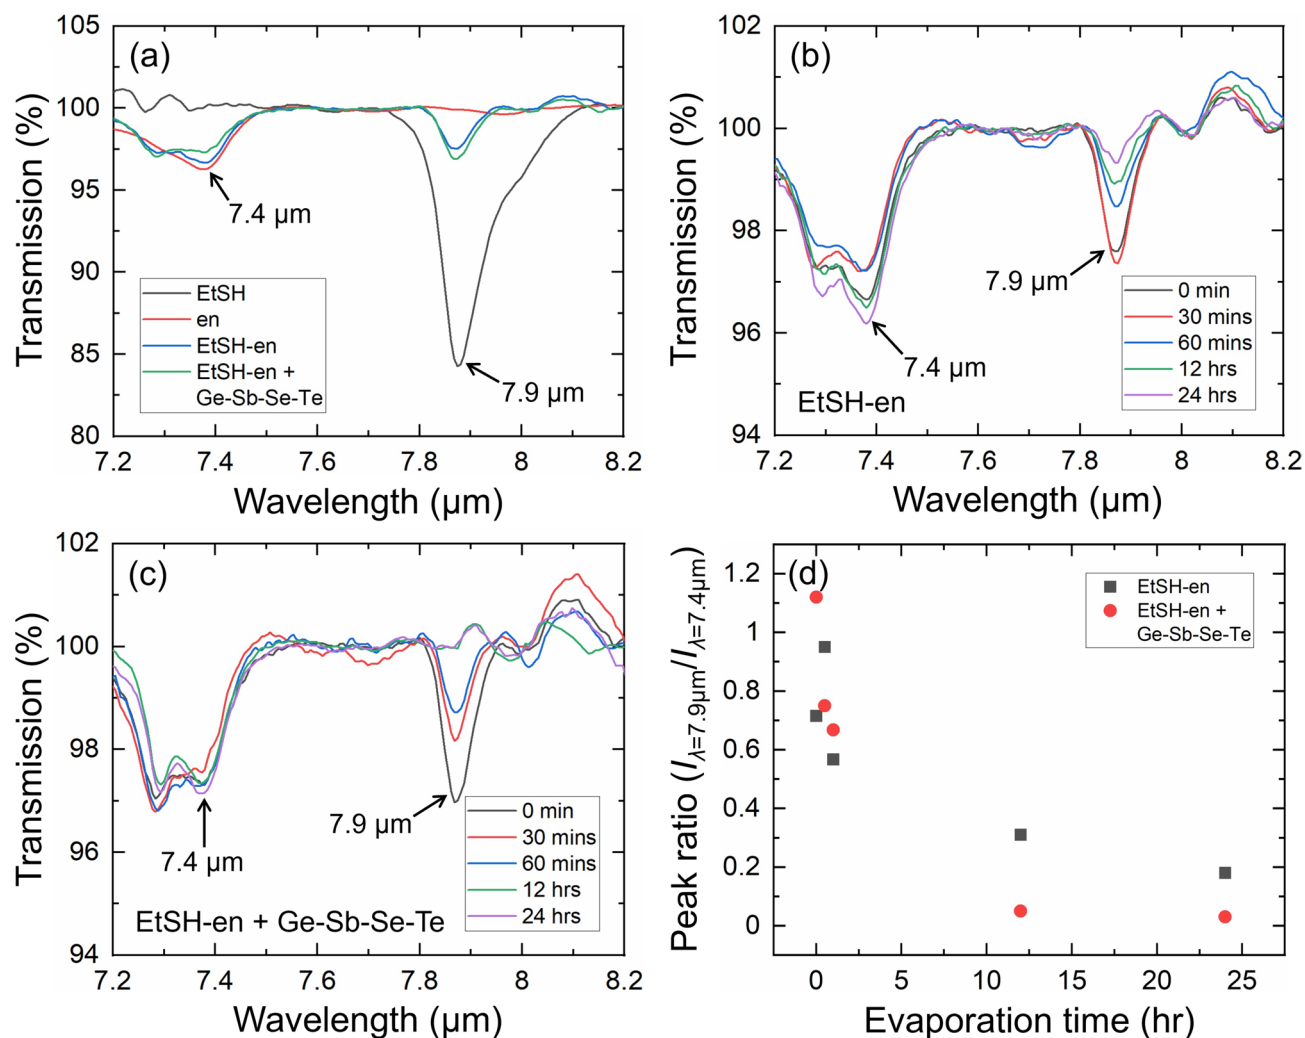 (a)
105
100
95
90
85
80
Transmission (%)
7.4 µm
7.9 µm
EtSH
en
EtSH-en
EtSH-en +
Ge-Sb-Se-Te
7.2 7.4 7.6 7.8 8 8.2
Wavelength (µm)
(b)
102
100
98
96
94
Transmission (%)
7.9 µm
7.4 µm
EtSH-en
0 min
30 mins
60 mins
12 hrs
24 hrs
7.2 7.4 7.6 7.8 8 8.2
Wavelength (µm)
(c)
102
100
98
96
94
Transmission (%)
7.4 µm
7.9 µm
EtSH-en + Ge-Sb-Se-Te
0 min
30 mins
60 mins
12 hrs
24 hrs
7.2 7.4 7.6 7.8 8 8.2
Wavelength (µm)
(d)
1.2
1
0.8
0.6
0.4
0.2
0
Peak ratio (Iλ=7.9µm/Iλ=7.4µm)
EtSH-en
EtSH-en +
Ge-Sb-Se-Te
0 5 10 15 20 25
Evaporation time (hr)